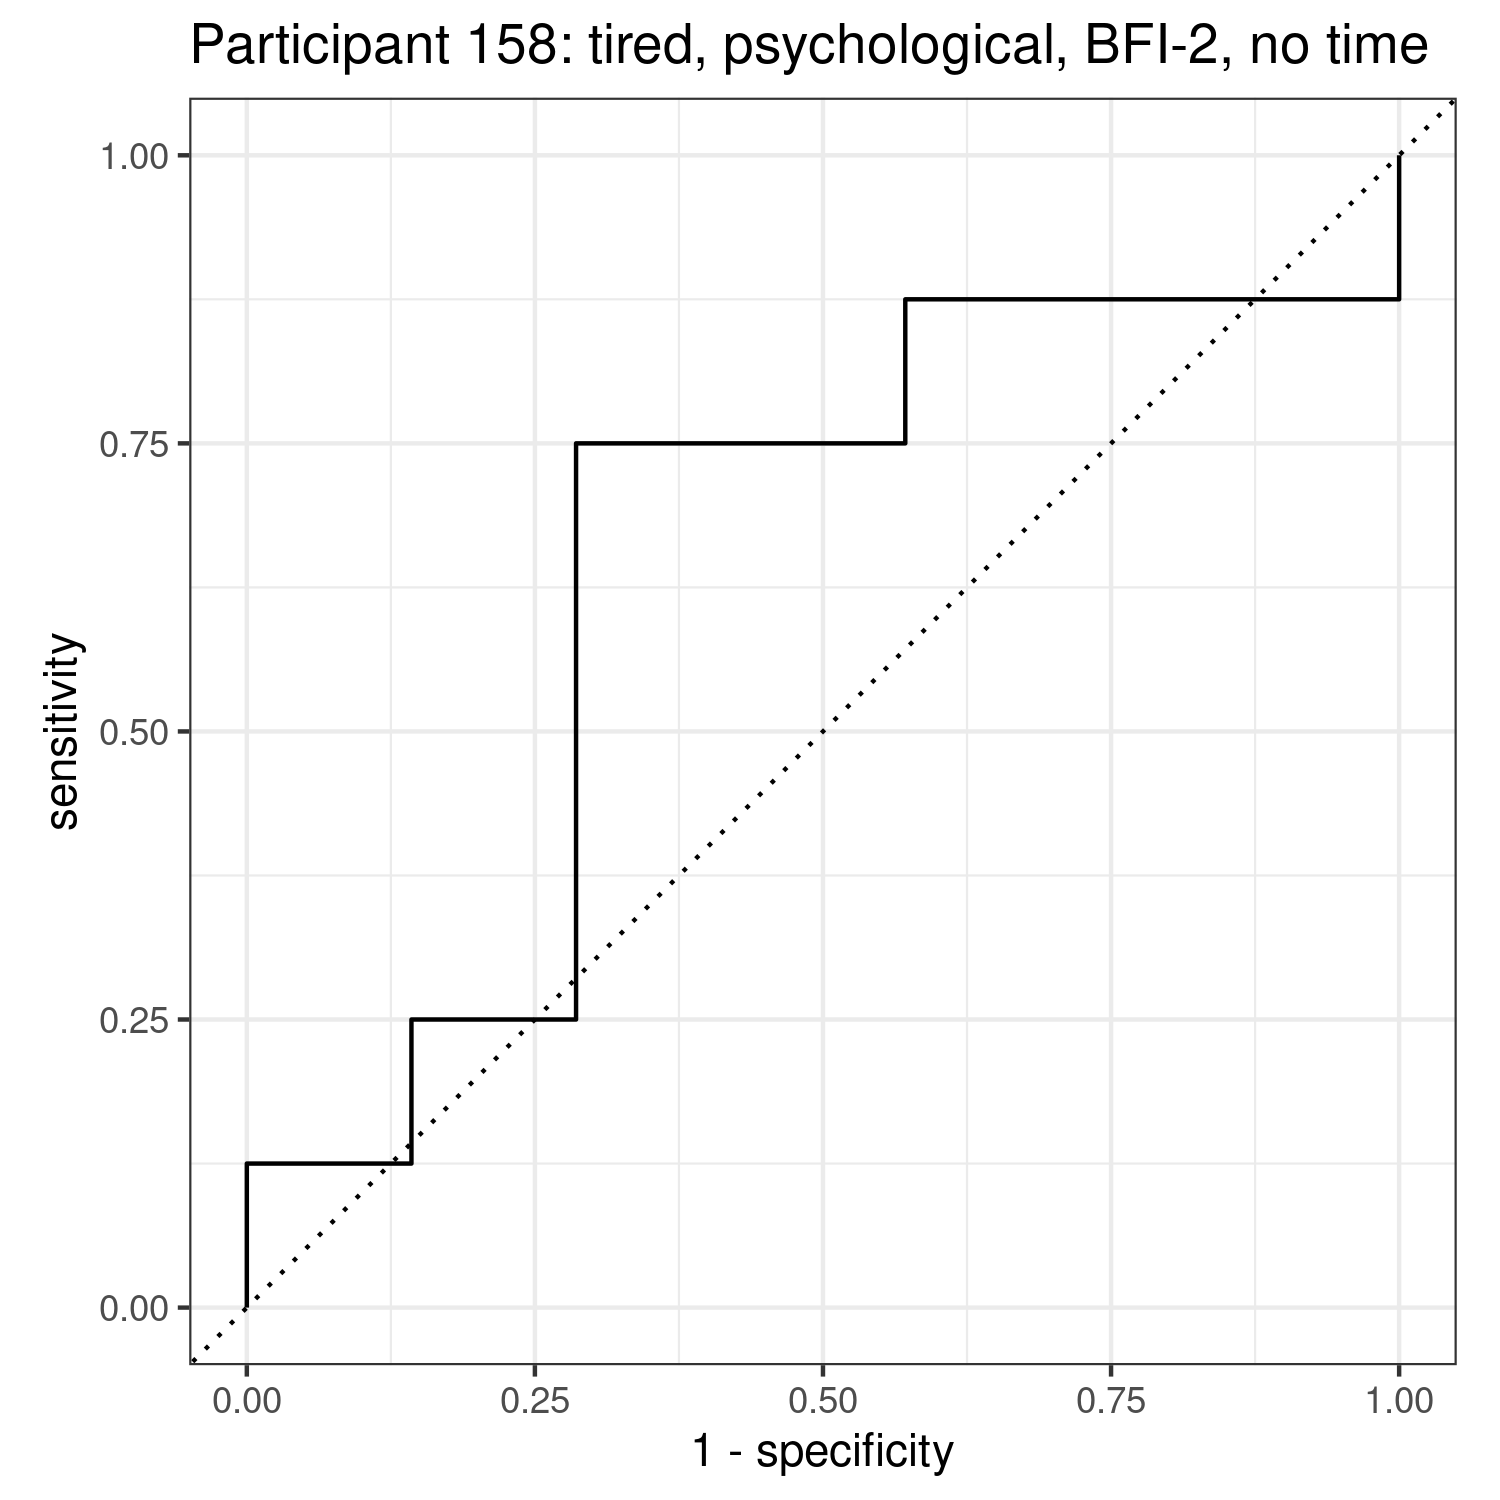 Participant 158: tired, psychological, BFI-2, no time
1.00
0.75
0.50
0.25
0.00
sensitivity
0.00 0.25 0.50 0.75 1.00
1 - specificity